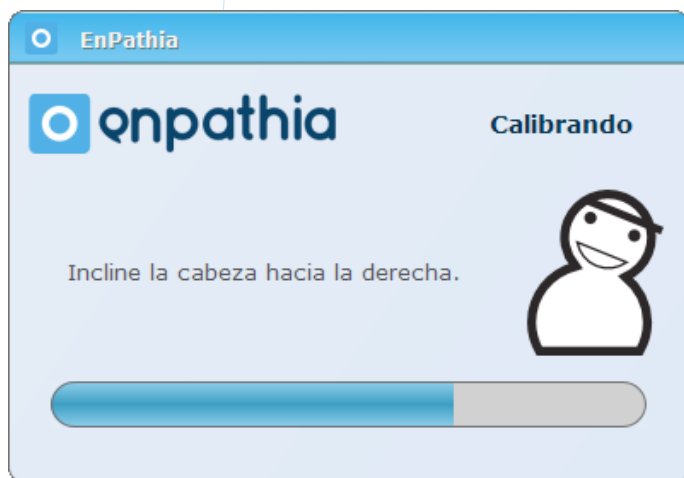 EnPathia
enpathia
Calibrando
Incline la cabeza hacia la derecha.